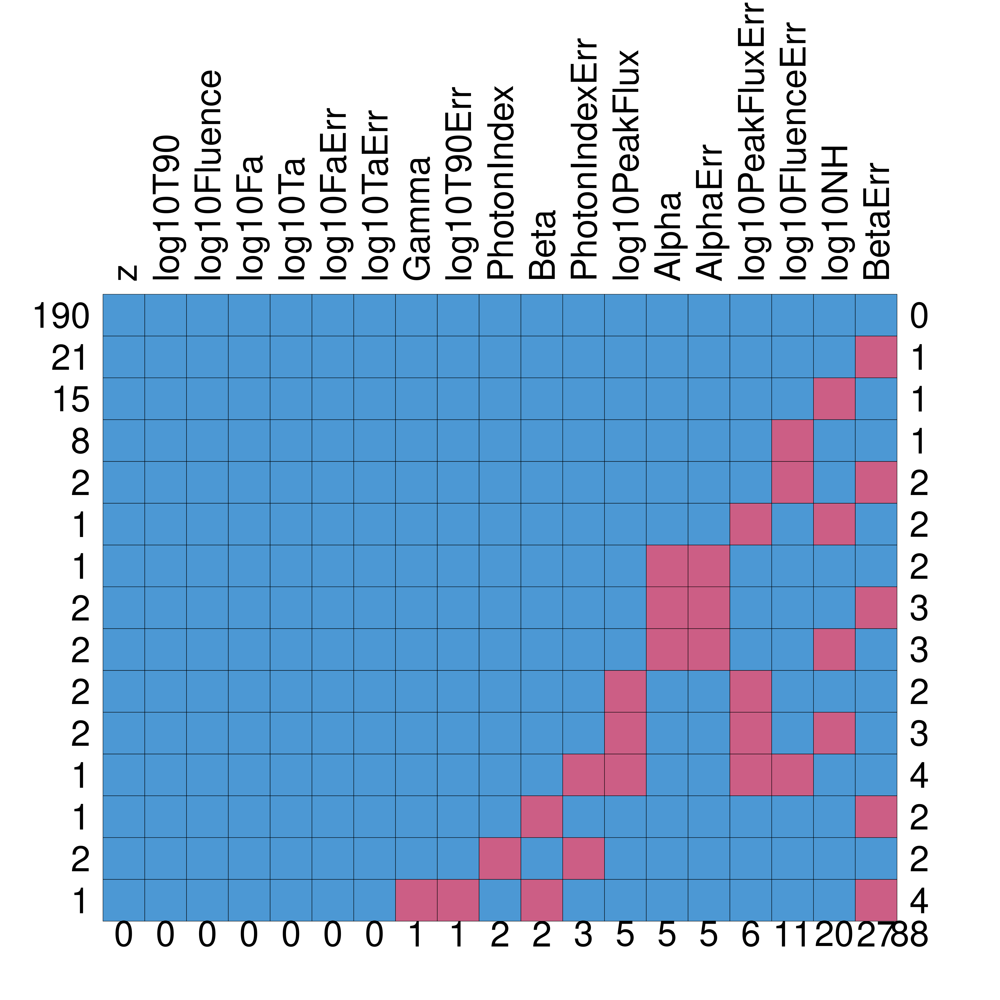 z
log10T90
log10Fluence
log10Fa
log10Ta
log10FaErr
log10TaErr
Gamma
log10T90Err
PhotonIndex
Beta
PhotonIndexErr
log10PeakFlux
Alpha
AlphaErr
log10PeakFluxErr
log10FluenceErr
log10NH
BetaErr
190 0
21 1
15 1
8 1
2 2
1 2
1 2
2 3
2 3
2 2
2 3
1 4
1 2
2 2
1 4
0 0 0 0 0 0 0 1 1 2 2 3 5 5 5 6 11 20 27 88